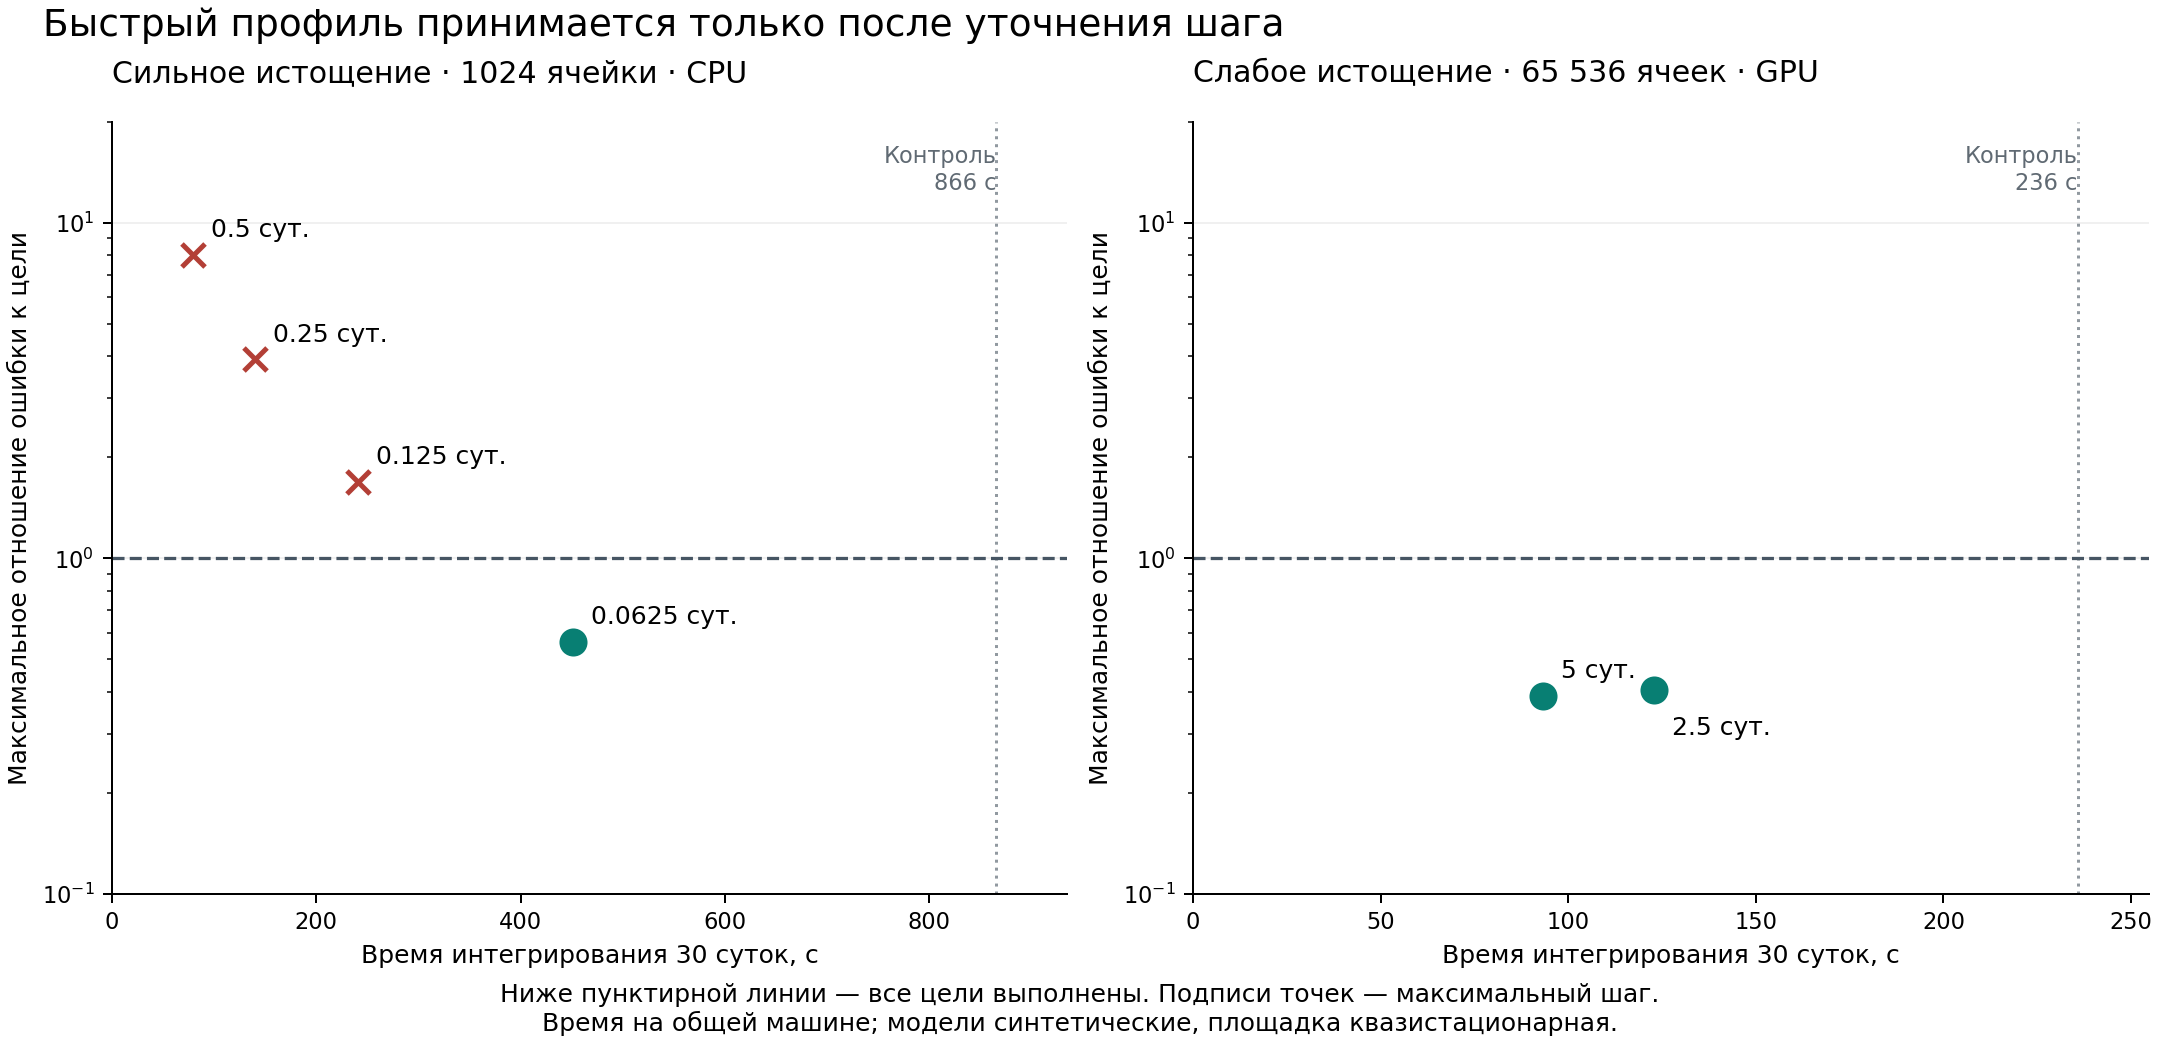 Быстрый профиль принимается только после уточнения шага
Сильное истощение · 1024 ячейки · CPU
Максимальное отношение ошибки к цели
10¹
10⁰
10⁻¹
Контроль
866 с
0.5 сут.
0.25 сут.
0.125 сут.
0.0625 сут.
0
200
400
600
800
Время интегрирования 30 суток, с
Слабое истощение · 65 536 ячеек · GPU
Максимальное отношение ошибки к цели
10¹
10⁰
10⁻¹
Контроль
236 с
5 сут.
2.5 сут.
0
50
100
150
200
250
Время интегрирования 30 суток, с
Ниже пунктирной линии — все цели выполнены. Подписи точек — максимальный шаг.
Время на общей машине; модели синтетические, площадка квазистационарная.